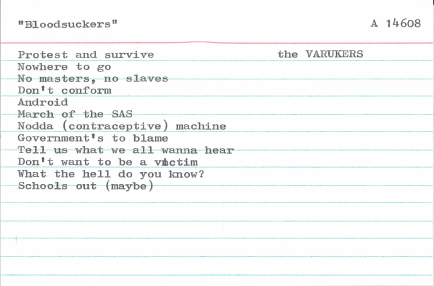 "Bloodsuckers" A 14608
Protest and survive the VARUKERS
Nowhere to go
No masters, no slaves
Don't conform
Android
March of the SAS
Nodda (contraceptive) machine
Government's to blame
Tell us what we all wanna hear
Don't want to be a victim
What the hell do you know?
Schools out (maybe)